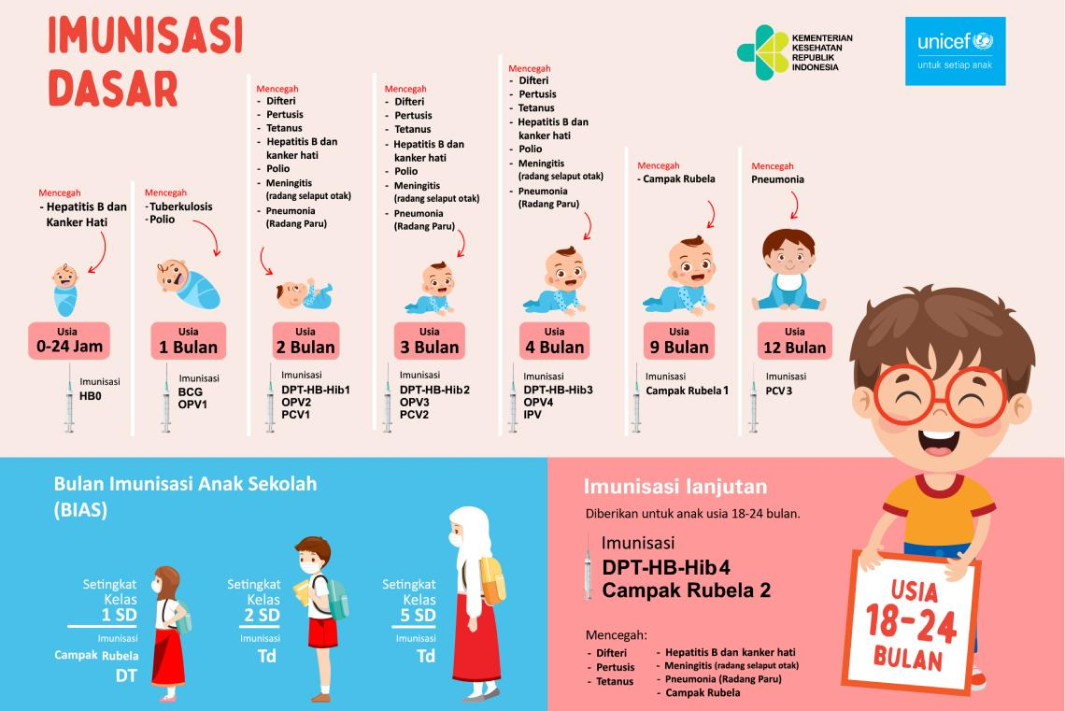 IMUNISASI
DASAR
KEMENTERIAN
KESEHATAN
REPUBLIK
INDONESIA
unicef
untuk setiap anak
Mencegah
- Hepatitis B dan
Kanker Hati
Usia
0-24 Jam
Imunisasi
HB0
Mencegah
-Tuberkulosis
-Polio
Usia
1 Bulan
Imunisasi
BCG
OPV1
Mencegah
- Difteri
- Pertusis
- Tetanus
- Hepatitis B dan
kanker hati
- Polio
- Meningitis
(radang selaput otak)
- Pneumonia
(Radang Paru)
Usia
2 Bulan
Imunisasi
DPT-HB-Hib1
OPV2
PCV1
Mencegah
- Difteri
- Pertusis
- Tetanus
- Hepatitis B dan
kanker hati
- Polio
- Meningitis
(radang selaput otak)
- Pneumonia
(Radang Paru)
Usia
3 Bulan
Imunisasi
DPT-HB-Hib2
OPV3
PCV2
Mencegah
- Difteri
- Pertusis
- Tetanus
- Hepatitis B dan
kanker hati
- Polio
- Meningitis
(radang selaput otak)
- Pneumonia
(Radang Paru)
Usia
4 Bulan
Imunisasi
DPT-HB-Hib3
OPV4
IPV
Mencegah
- Campak Rubela
Usia
9 Bulan
Imunisasi
Campak Rubela 1
Mencegah
Pneumonia
Usia
12 Bulan
Imunisasi
PCV3
Bulan Imunisasi Anak Sekolah
(BIAS)
Setingkat
Kelas
1 SD
Imunisasi
Campak Rubela
DT
Setingkat
Kelas
2 SD
Imunisasi
Td
Setingkat
Kelas
5 SD
Imunisasi
Td
Imunisasi lanjutan
Diberikan untuk anak usia 18-24 bulan.
Imunisasi
DPT-HB-Hib 4
Campak Rubela 2
Mencegah:
- Difteri
- Pertusis
- Tetanus
- Hepatitis B dan kanker hati
- Meningitis (radang selaput otak)
- Pneumonia (Radang Paru)
- Campak Rubela
USIA
18-24
BULAN